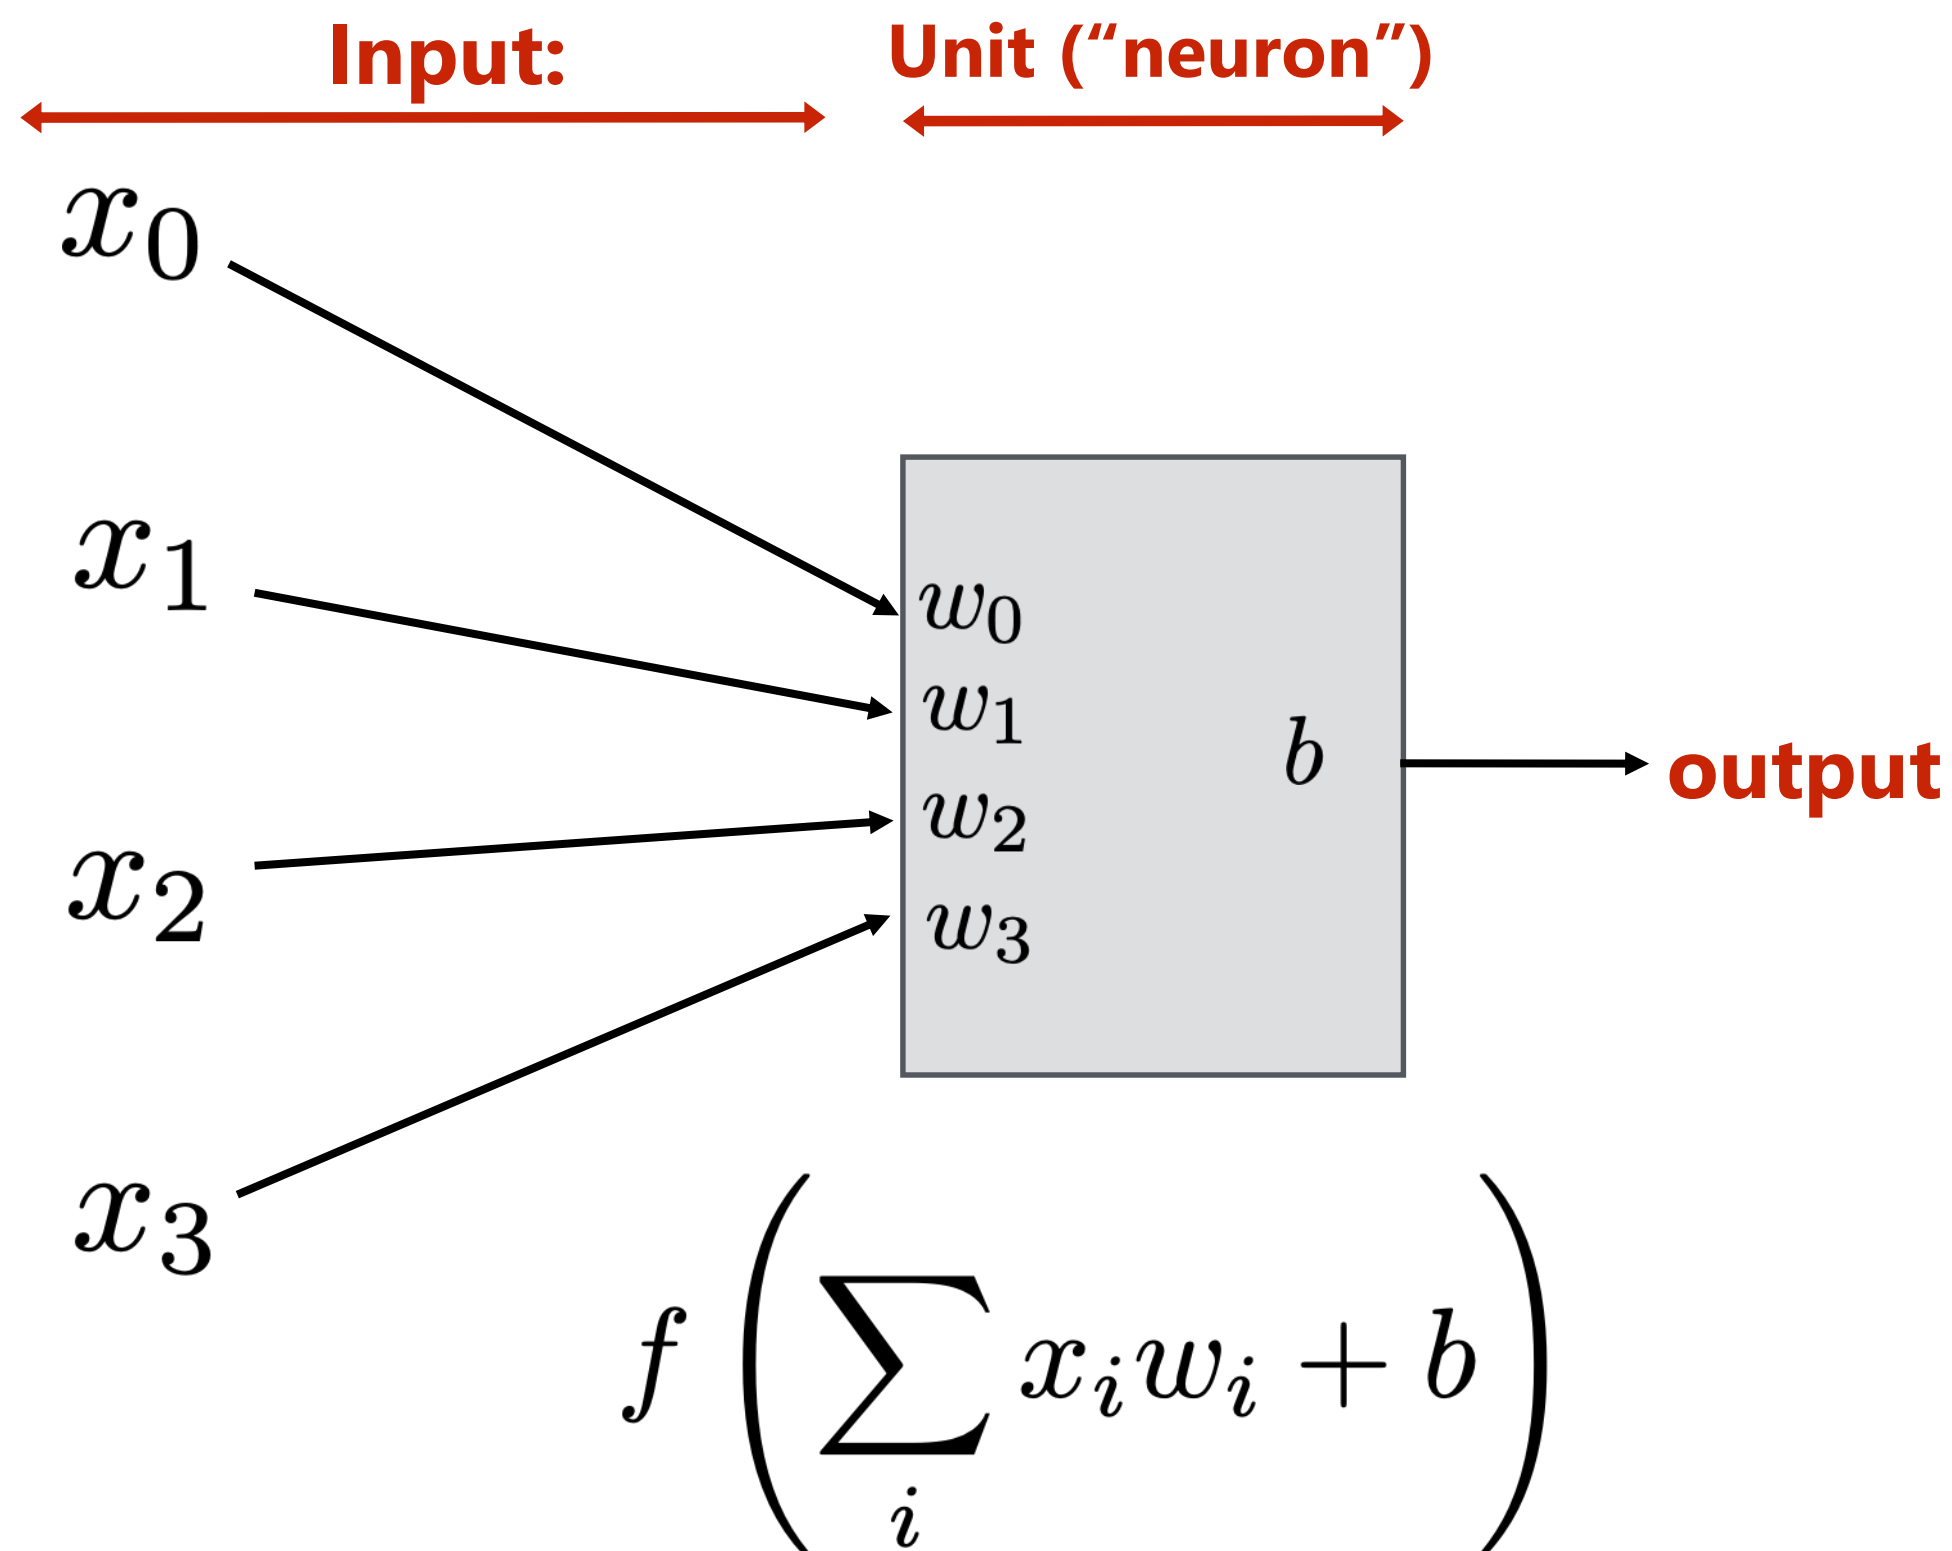 Input:
Unit (“neuron”)
x₀
x₁
x₂
x₃
w₀
w₁
w₂
w₃
b
output
f(∑ᵢ xᵢwᵢ + b)